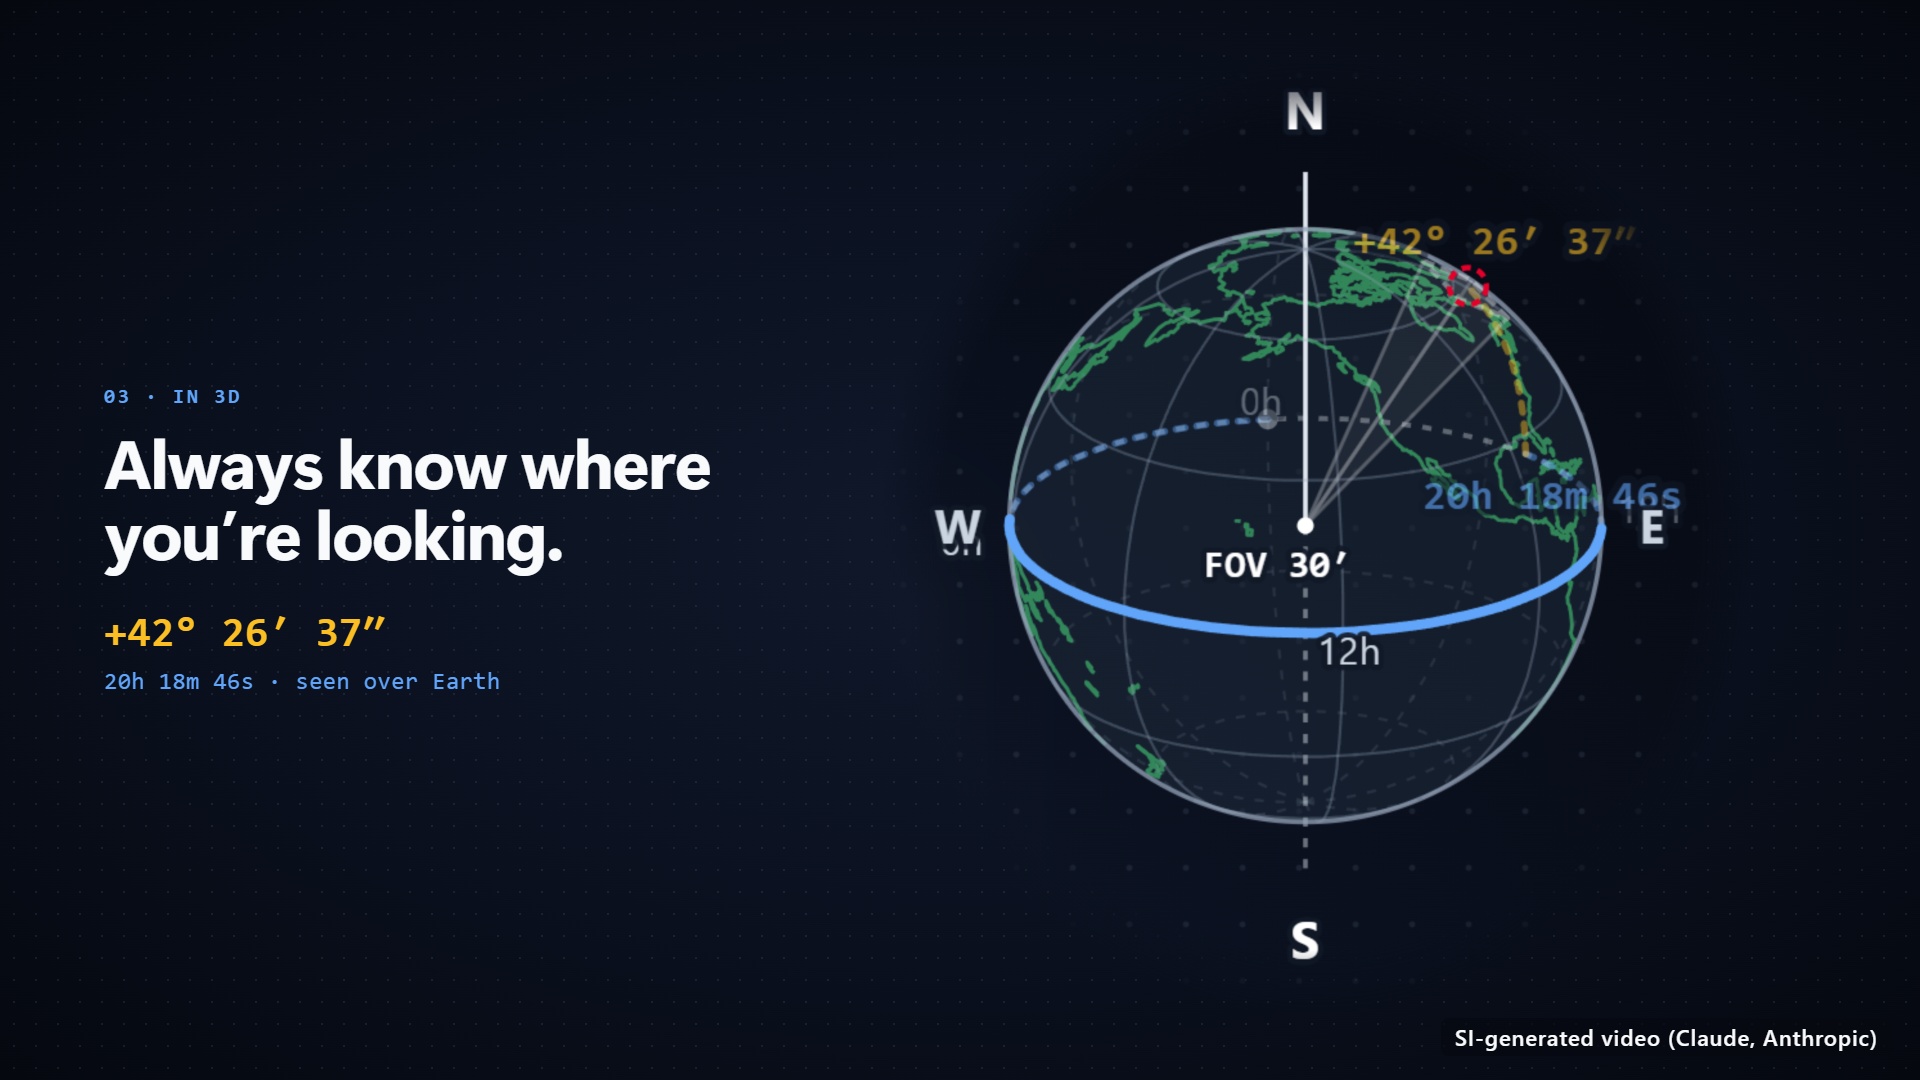 03 · IN 3D
Always know where
you’re looking.
+42° 26′ 37″
20h 18m 46s · seen over Earth
N
+42° 26′ 37″
0h
20h 18m 46s
W
E
FOV 30′
12h
S
SI-generated video (Claude, Anthropic)